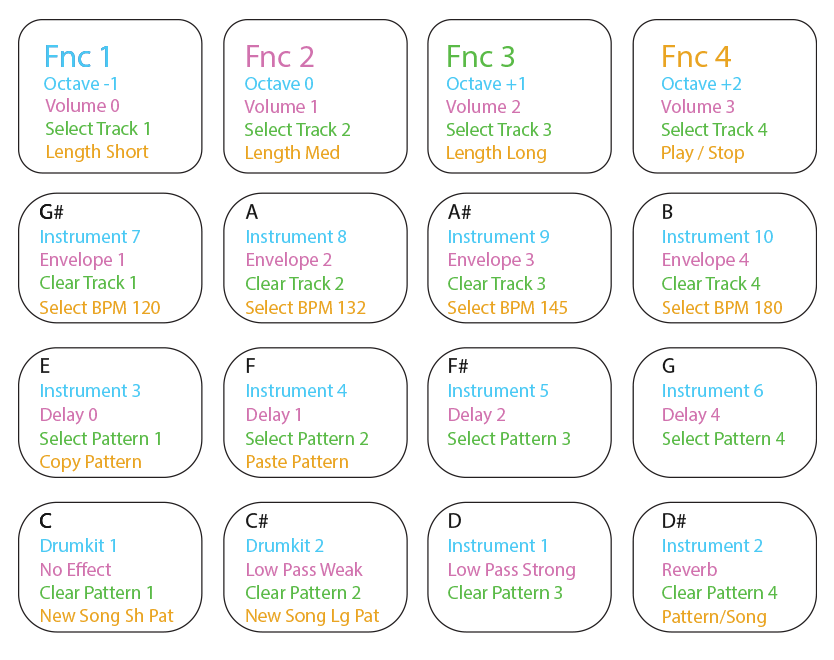 Fnc 1
Octave -1
Volume 0
Select Track 1
Length Short
Fnc 2
Octave 0
Volume 1
Select Track 2
Length Med
Fnc 3
Octave +1
Volume 2
Select Track 3
Length Long
Fnc 4
Octave +2
Volume 3
Select Track 4
Play / Stop
G#
Instrument 7
Envelope 1
Clear Track 1
Select BPM 120
A
Instrument 8
Envelope 2
Clear Track 2
Select BPM 132
A#
Instrument 9
Envelope 3
Clear Track 3
Select BPM 145
B
Instrument 10
Envelope 4
Clear Track 4
Select BPM 180
E
Instrument 3
Delay 0
Select Pattern 1
Copy Pattern
F
Instrument 4
Delay 1
Select Pattern 2
Paste Pattern
F#
Instrument 5
Delay 2
Select Pattern 3
G
Instrument 6
Delay 4
Select Pattern 4
C
Drumkit 1
No Effect
Clear Pattern 1
New Song Sh Pat
C#
Drumkit 2
Low Pass Weak
Clear Pattern 2
New Song Lg Pat
D
Instrument 1
Low Pass Strong
Clear Pattern 3
D#
Instrument 2
Reverb
Clear Pattern 4
Pattern/Song